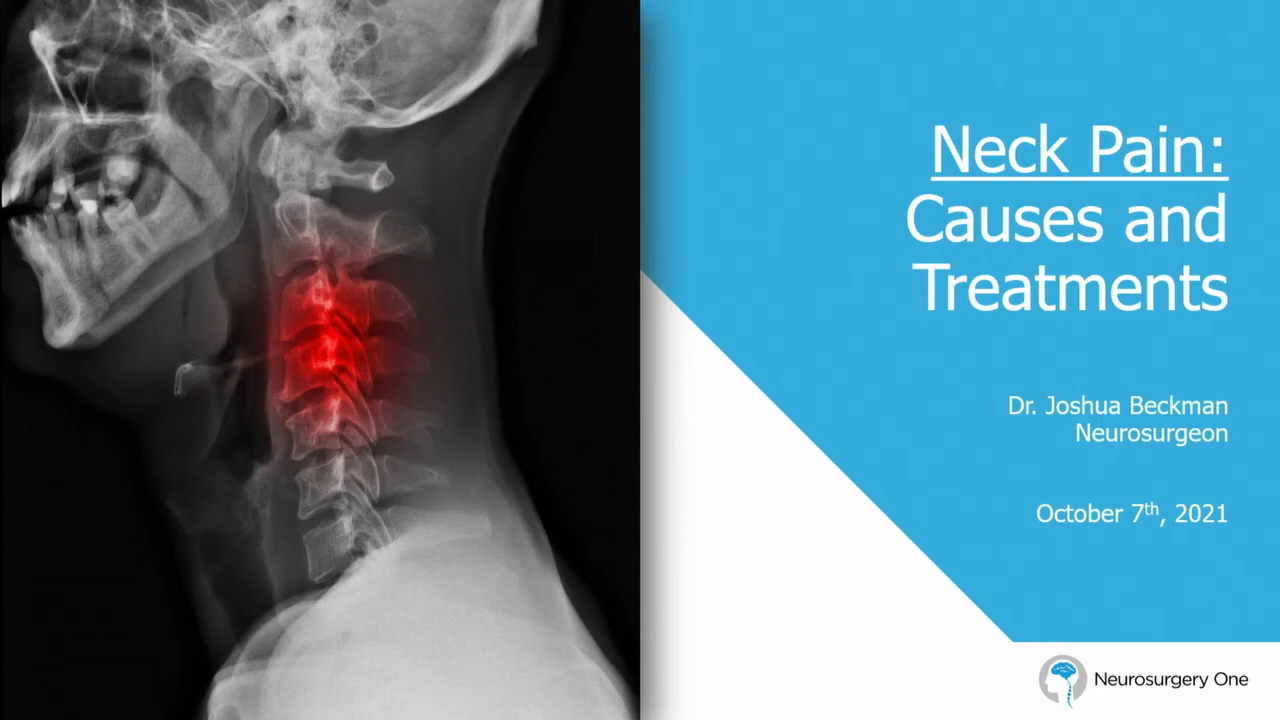 Neck Pain:
Causes and
Treatments
Dr. Joshua Beckman
Neurosurgeon
October 7th, 2021
Neurosurgery One